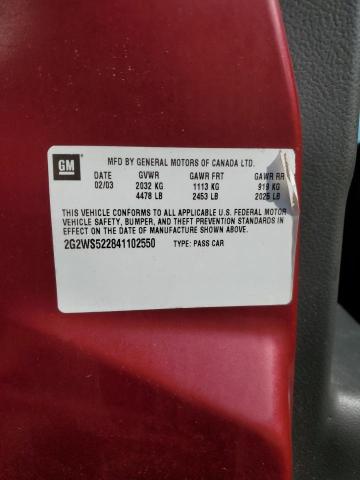 GM
MFD BY GENERAL MOTORS OF CANADA LTD.
DATE GVWR GAWR FRT GAWR RR
02/03 2032 KG 1113 KG 919 KG
4478 LB 2453 LB 2025 LB
THIS VEHICLE CONFORMS TO ALL APPLICABLE U.S. FEDERAL MOTOR
VEHICLE SAFETY, BUMPER, AND THEFT PREVENTION STANDARDS IN
EFFECT ON THE DATE OF MANUFACTURE SHOWN ABOVE.
2G2WS522841102550 TYPE: PASS CAR